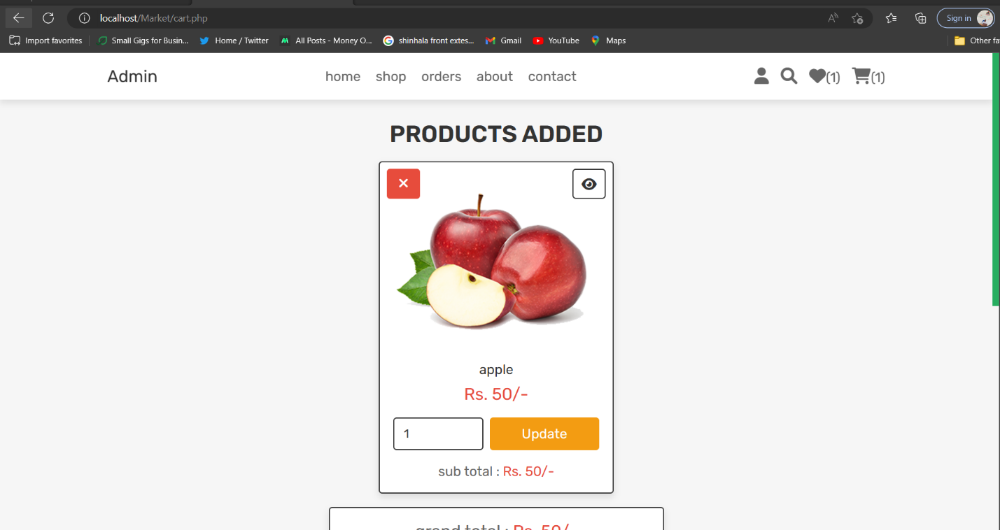 localhost/Market/cart.php
Sign in
Import favorites
Small Gigs for Busin...
Home / Twitter
All Posts - Money O...
shinhala front extes...
Gmail
YouTube
Maps
Other fa
Admin
home shop orders about contact
(1) (1)
PRODUCTS ADDED
apple
Rs. 50/-
1 Update
sub total : Rs. 50/-
grand total : Rs. 50/-